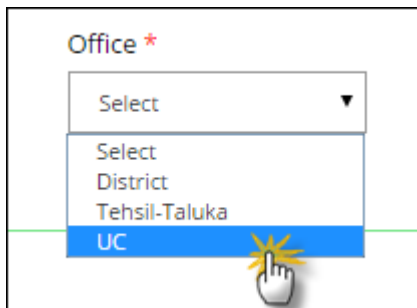 Office *
Select
Select
District
Tehsil-Taluka
UC